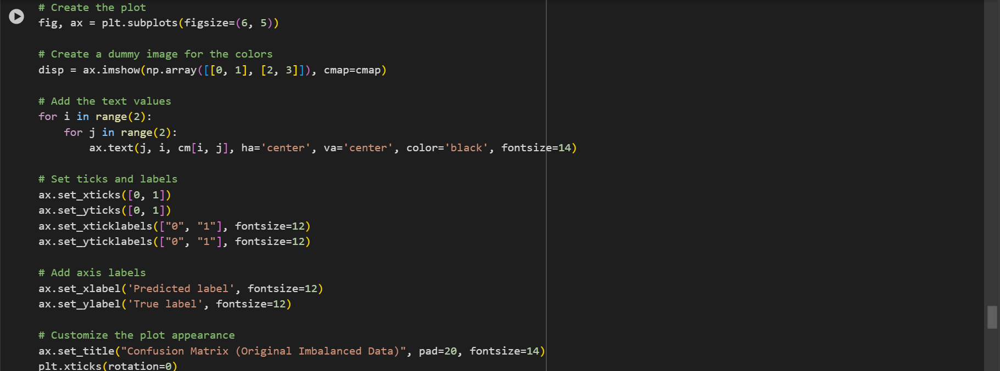 # Create the plot
fig, ax = plt.subplots(figsize=(6, 5))
# Create a dummy image for the colors
disp = ax.imshow(np.array([[0, 1], [2, 3]]), cmap=cmap)
# Add the text values
for i in range(2):
    for j in range(2):
        ax.text(j, i, cm[i, j], ha='center', va='center', color='black', fontsize=14)
# Set ticks and labels
ax.set_xticks([0, 1])
ax.set_yticks([0, 1])
ax.set_xticklabels(["0", "1"], fontsize=12)
ax.set_yticklabels(["0", "1"], fontsize=12)
# Add axis labels
ax.set_xlabel('Predicted label', fontsize=12)
ax.set_ylabel('True label', fontsize=12)
# Customize the plot appearance
ax.set_title("Confusion Matrix (Original Imbalanced Data)", pad=20, fontsize=14)
plt.xticks(rotation=0)